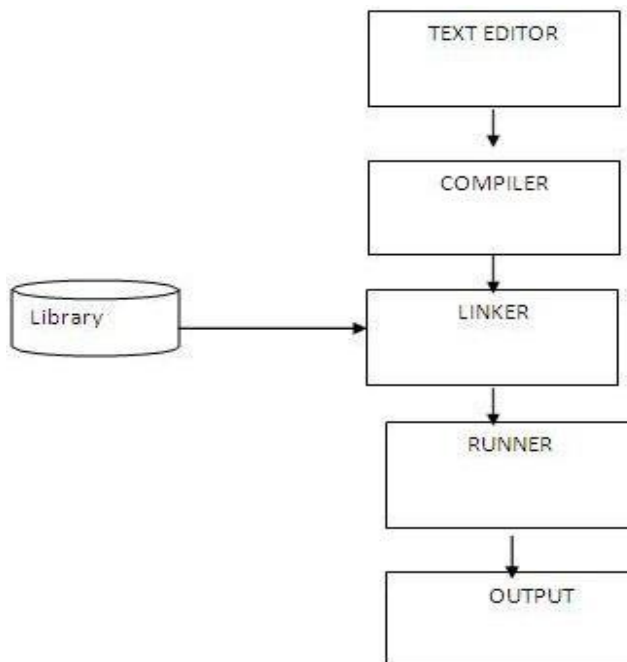 TEXT EDITOR
COMPILER
Library
LINKER
RUNNER
OUTPUT